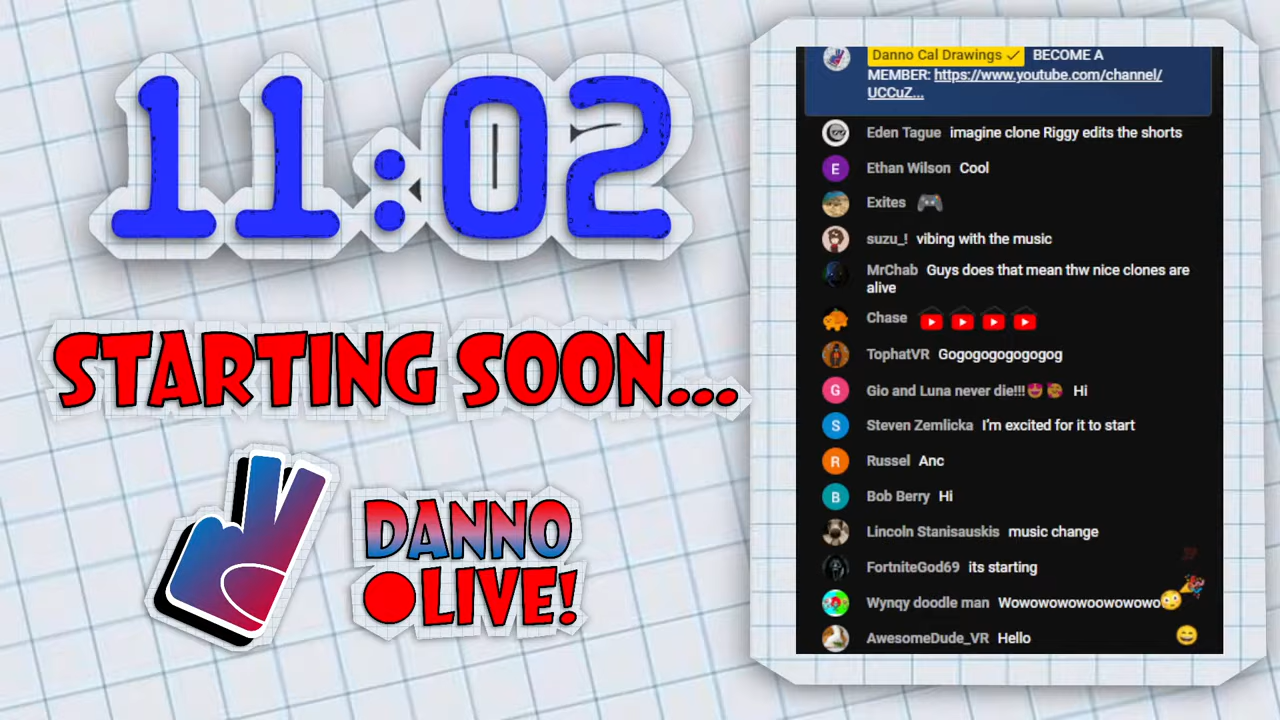 11:02
STARTING SOON...
DANNO
LIVE!
Danno Cal Drawings BECOME A
MEMBER: https://www.youtube.com/channel/
UCCuZ...
Eden Tague imagine clone Riggy edits the shorts
E Ethan Wilson Cool
Exites
suzu_! vibing with the music
MrChab Guys does that mean thw nice clones are
alive
Chase
TophatVR Gogogogogogogog
G Gio and Luna never die!!! Hi
S Steven Zemlicka I'm excited for it to start
R Russel Anc
B Bob Berry Hi
Lincoln Stanisauskis music change
FortniteGod69 its starting
Wynqy doodle man Wowowowowoowowowo
AwesomeDude_VR Hello